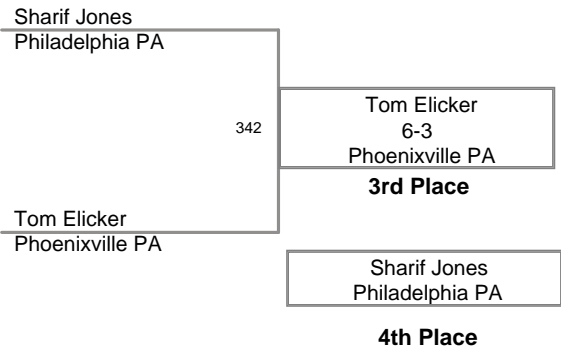 Sharif Jones
Philadelphia PA
342
Tom Elicker
6-3
Phoenixville PA
3rd Place
Tom Elicker
Phoenixville PA
Sharif Jones
Philadelphia PA
4th Place